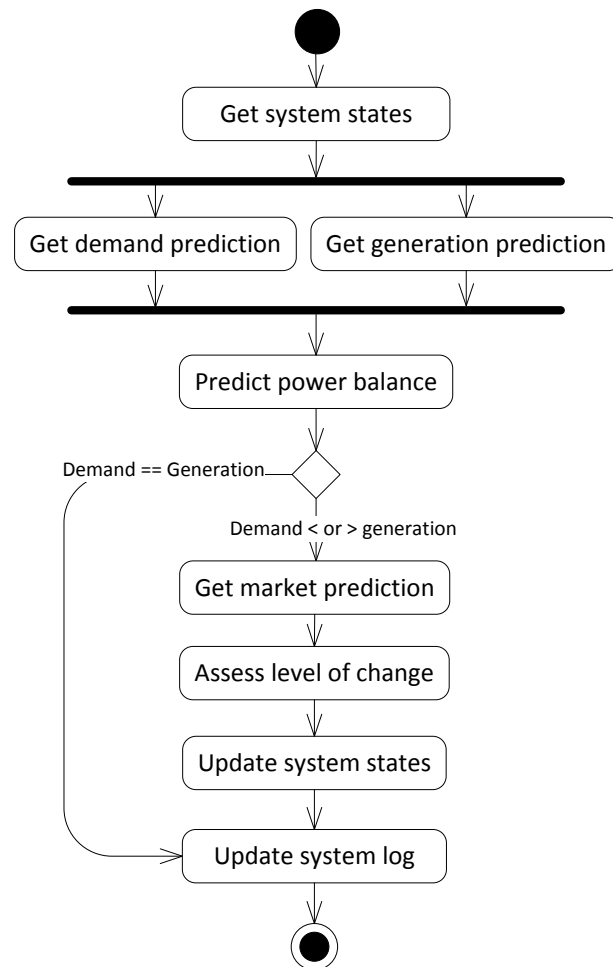 Get system states
Get demand prediction
Get generation prediction
Predict power balance
Demand == Generation
Demand < or > generation
Get market prediction
Assess level of change
Update system states
Update system log